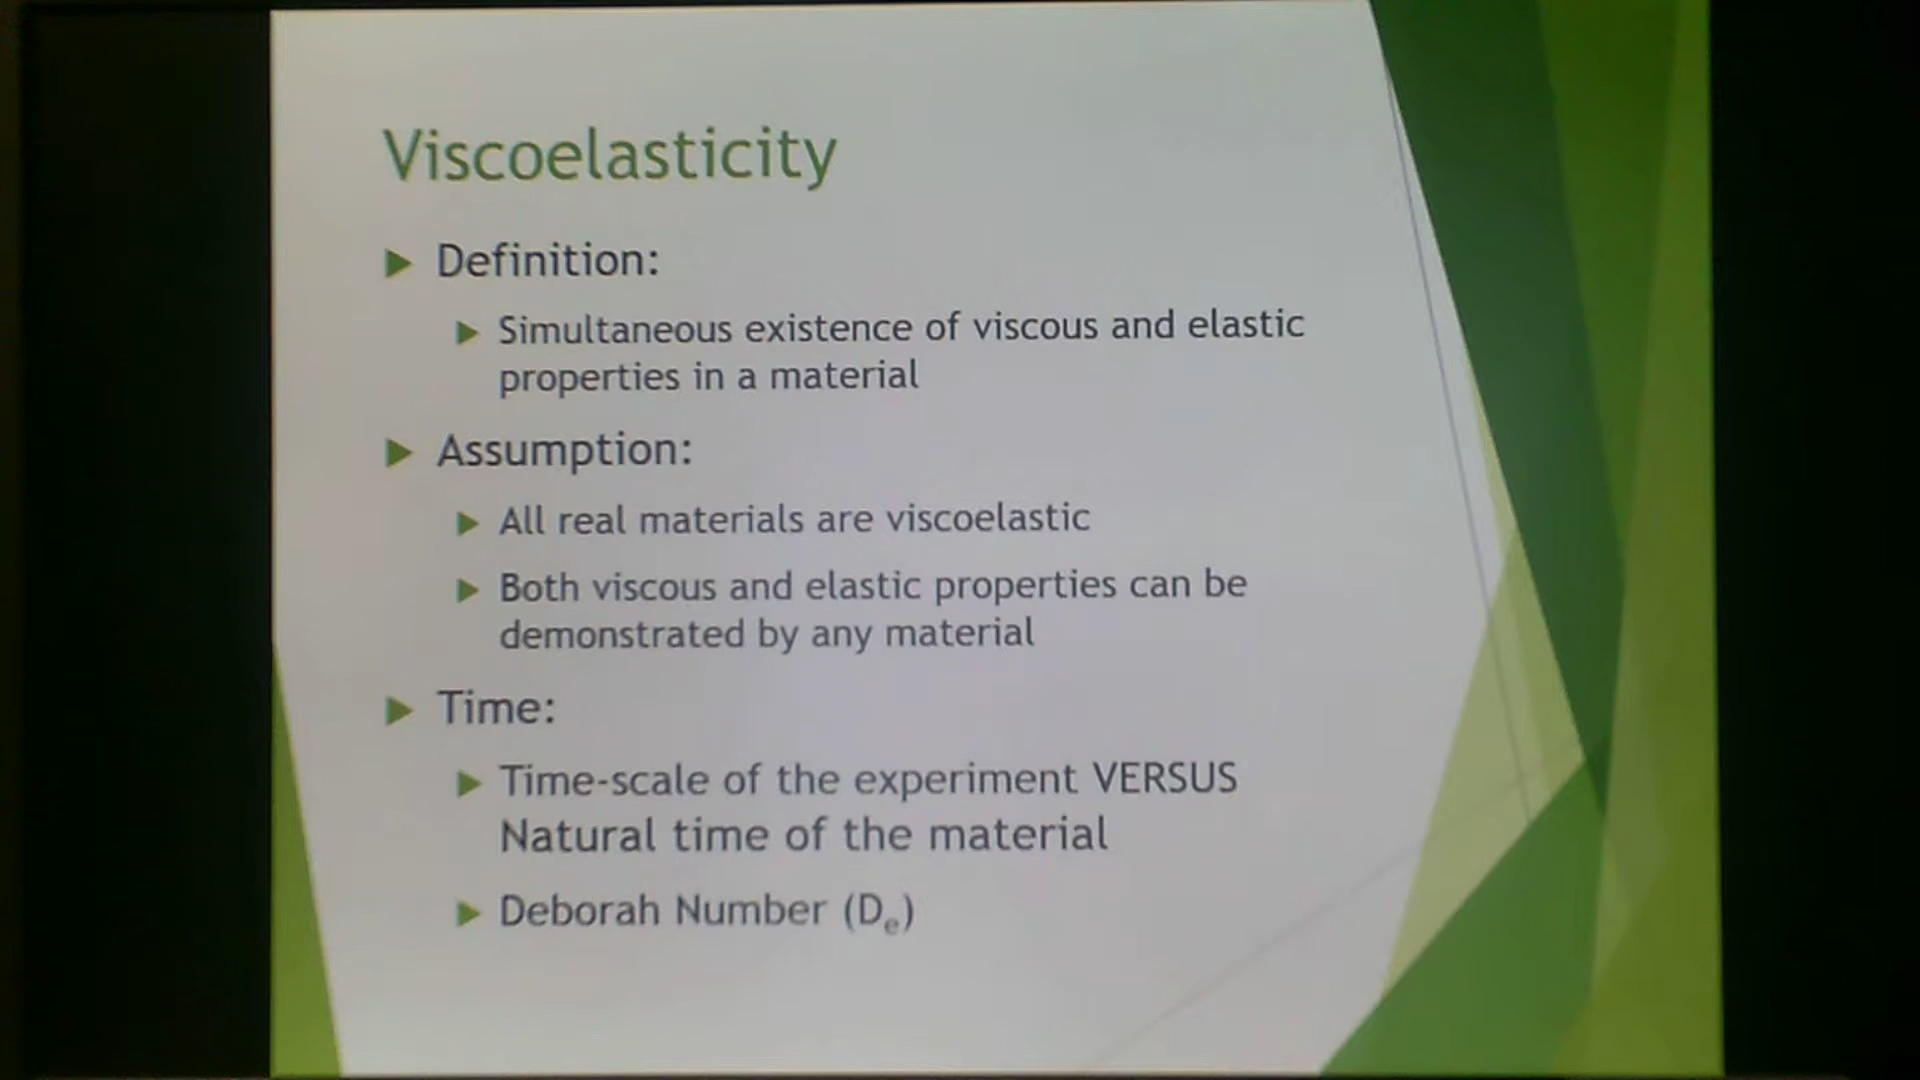 Viscoelasticity
Definition:
Simultaneous existence of viscous and elastic
properties in a material
Assumption:
All real materials are viscoelastic
Both viscous and elastic properties can be
demonstrated by any material
Time:
Time-scale of the experiment VERSUS
Natural time of the material
Deborah Number (De)